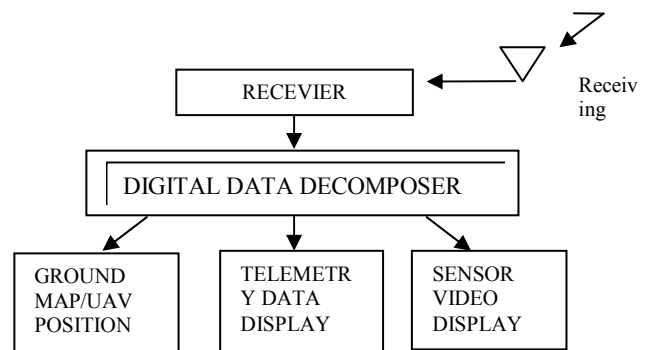 RECEVIER
Receiv
ing
DIGITAL DATA DECOMPOSER
GROUND
MAP/UAV
POSITION
TELEMETR
Y DATA
DISPLAY
SENSOR
VIDEO
DISPLAY